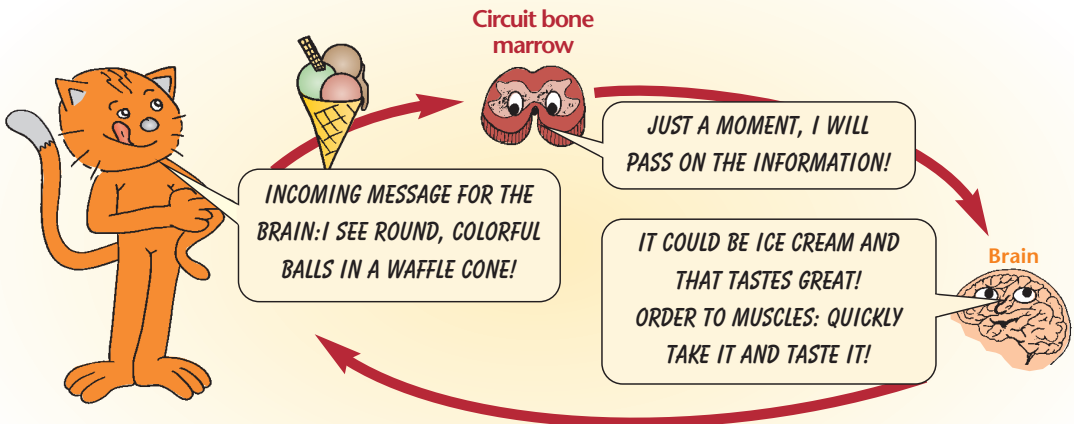 Circuit bone
marrow
JUST A MOMENT, I WILL
PASS ON THE INFORMATION!
INCOMING MESSAGE FOR THE
BRAIN:I SEE ROUND, COLORFUL
BALLS IN A WAFFLE CONE!
IT COULD BE ICE CREAM AND
THAT TASTES GREAT!
ORDER TO MUSCLES: QUICKLY
TAKE IT AND TASTE IT!
Brain